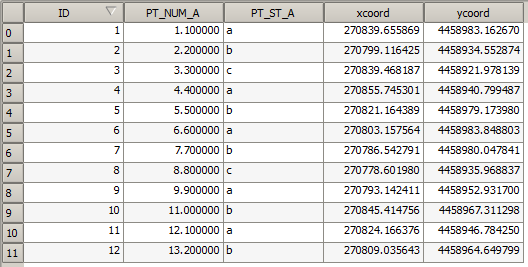 ID PT_NUM_A PT_ST_A xcoord ycoord
0 1 1.100000 a 270839.655869 4458983.162670
1 2 2.200000 b 270799.116425 4458934.552874
2 3 3.300000 c 270839.468187 4458921.978139
3 4 4.400000 a 270855.745301 4458940.799487
4 5 5.500000 b 270821.164389 4458979.173980
5 6 6.600000 a 270803.157564 4458983.848803
6 7 7.700000 b 270786.542791 4458980.047841
7 8 8.800000 c 270778.601980 4458935.968837
8 9 9.900000 a 270793.142411 4458952.931700
9 10 11.000000 b 270845.414756 4458967.311298
10 11 12.100000 a 270824.166376 4458946.784250
11 12 13.200000 b 270809.035643 4458964.649799